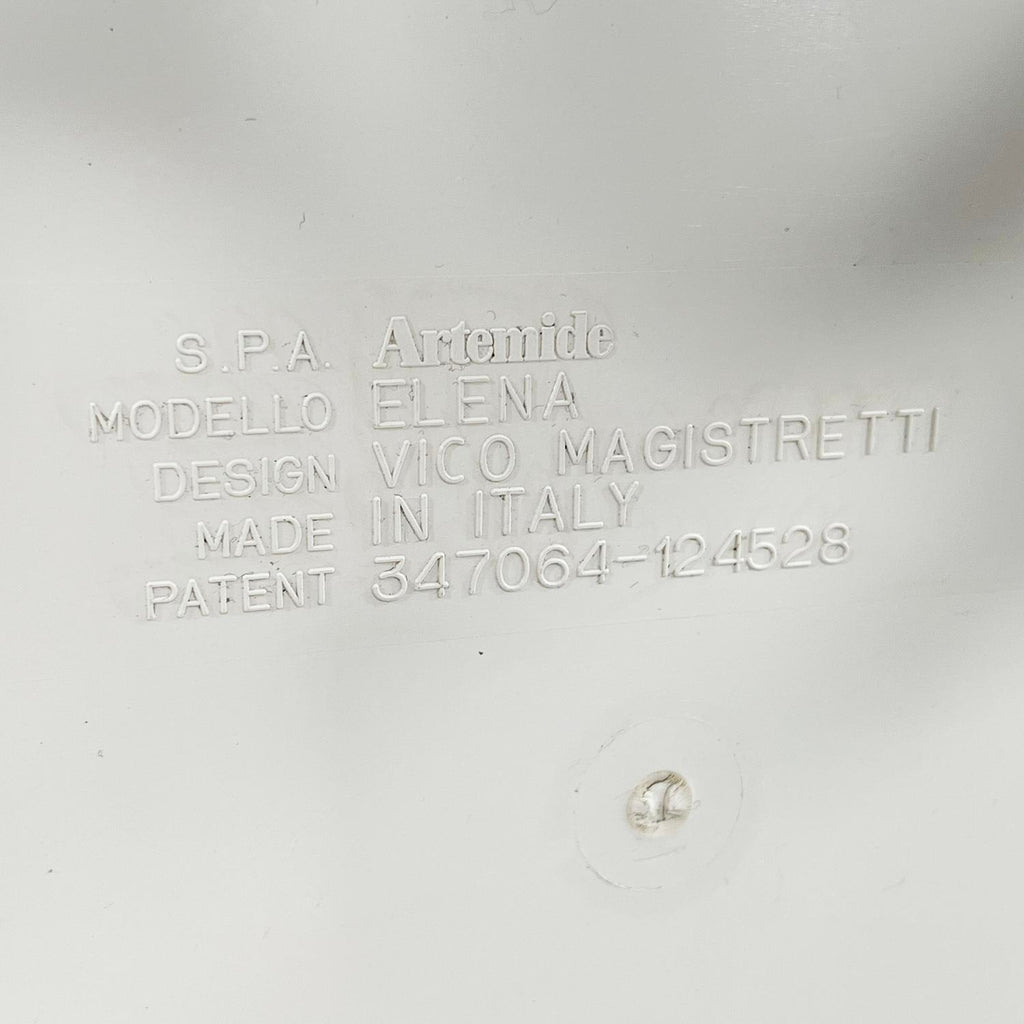 S.P.A. Artemide
MODELLO ELENA
DESIGN VICO MAGISTRETTI
MADE IN ITALY
PATENT 347064-124528